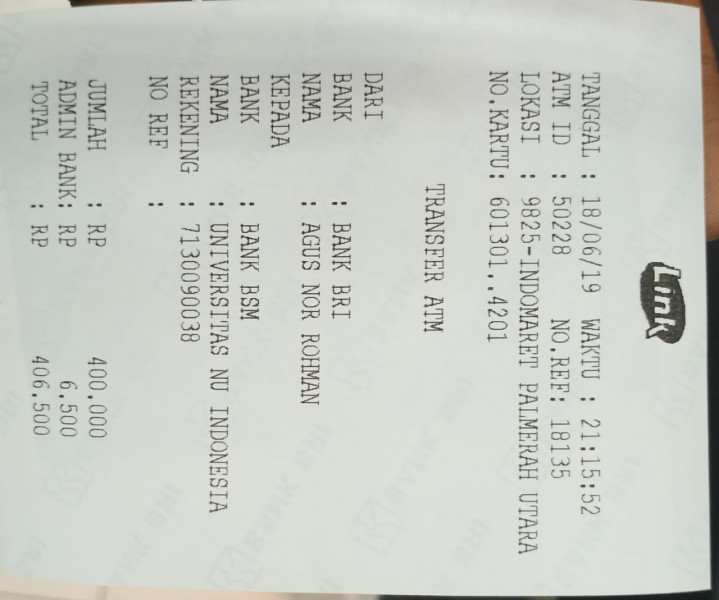 Link
TANGGAL : 18/06/19 WAKTU : 21:15:52
ATM ID : 50228 NO.REF: 18135
LOKASI : 9825-INDOMARET PALMERAH UTARA
NO.KARTU: 601301..4201
TRANSFER ATM
DARI
BANK : BANK BRI
NAMA : AGUS NOR ROHMAN
KEPADA
BANK : BANK BSM
NAMA : UNIVERSITAS NU INDONESIA
REKENING : 7130090038
NO REF :
JUMLAH : RP 400.000
ADMIN BANK: RP 6.500
TOTAL : RP 406.500